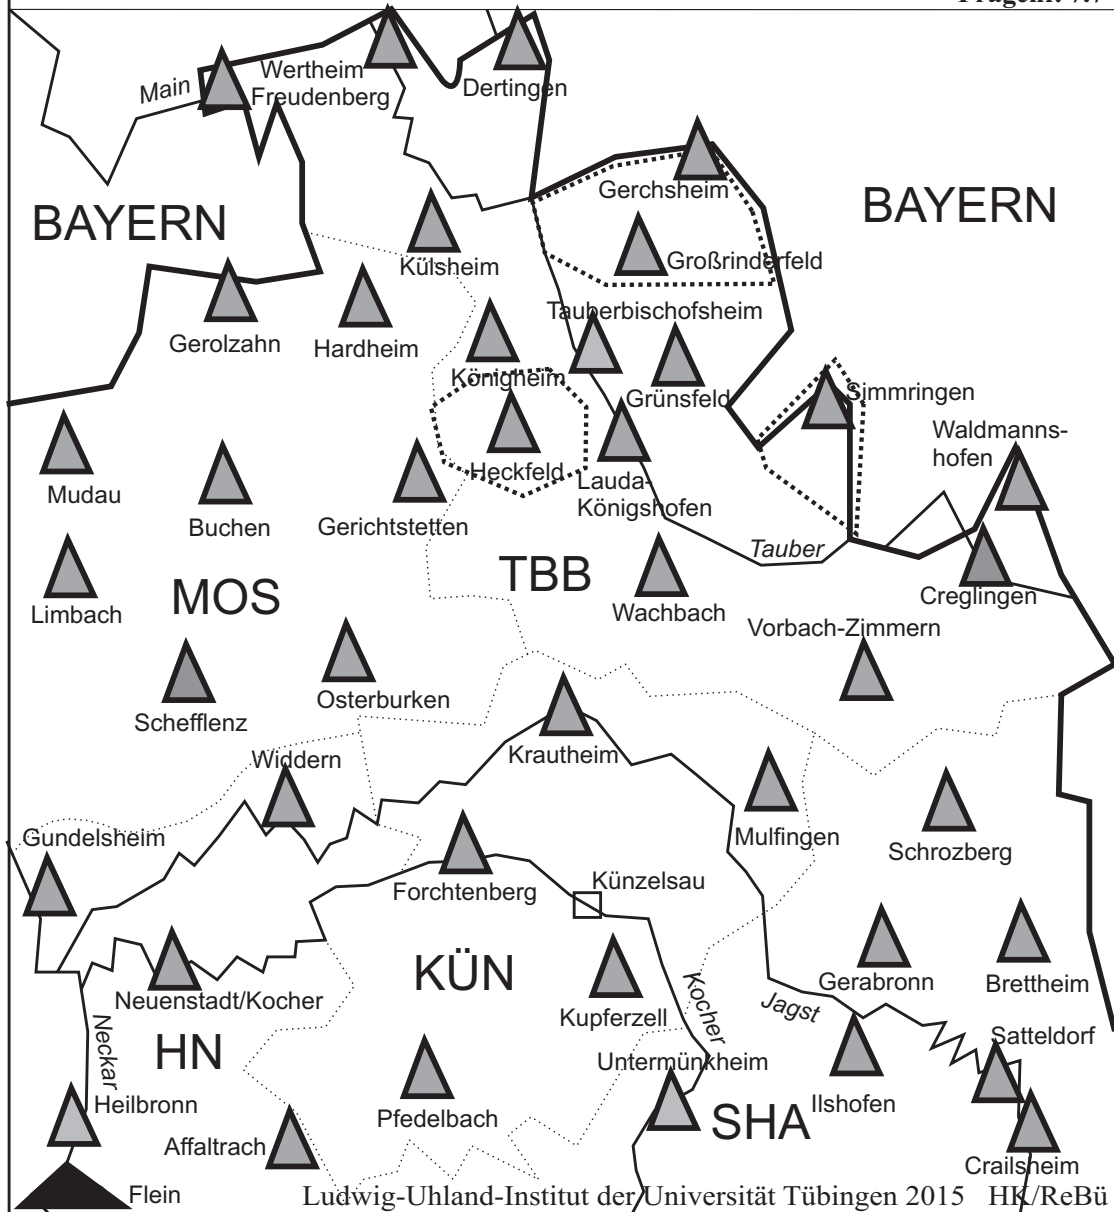 Fragenr. 7.7
Wertheim
Main
Freudenberg
Dertingen
Gerchsheim
BAYERN
BAYERN
Külsheim
Großrinderfeld
Tauberbischofsheim
Gerolzahn
Hardheim
Königheim
Grünsfeld
Simmringen
Waldmanns-
hofen
Mudau
Heckfeld
Lauda-
Königshofen
Buchen
Gerichtstetten
Tauber
TBB
MOS
Creglingen
Limbach
Wachbach
Vorbach-Zimmern
Schefflenz
Osterburken
Krautheim
Widdern
Gundelsheim
Mulfingen
Schrozberg
Forchtenberg
Künzelsau
KÜN
Gerabronn
Brettheim
Neuenstadt/Kocher
Kupferzell
Kocher
Jagst
Neckar
HN
Untermünkheim
Satteldorf
Heilbronn
Pfedelbach
SHA
Ilshofen
Affaltrach
Crailsheim
Flein
Ludwig-Uhland-Institut der Universität Tübingen 2015 HK/ReBü